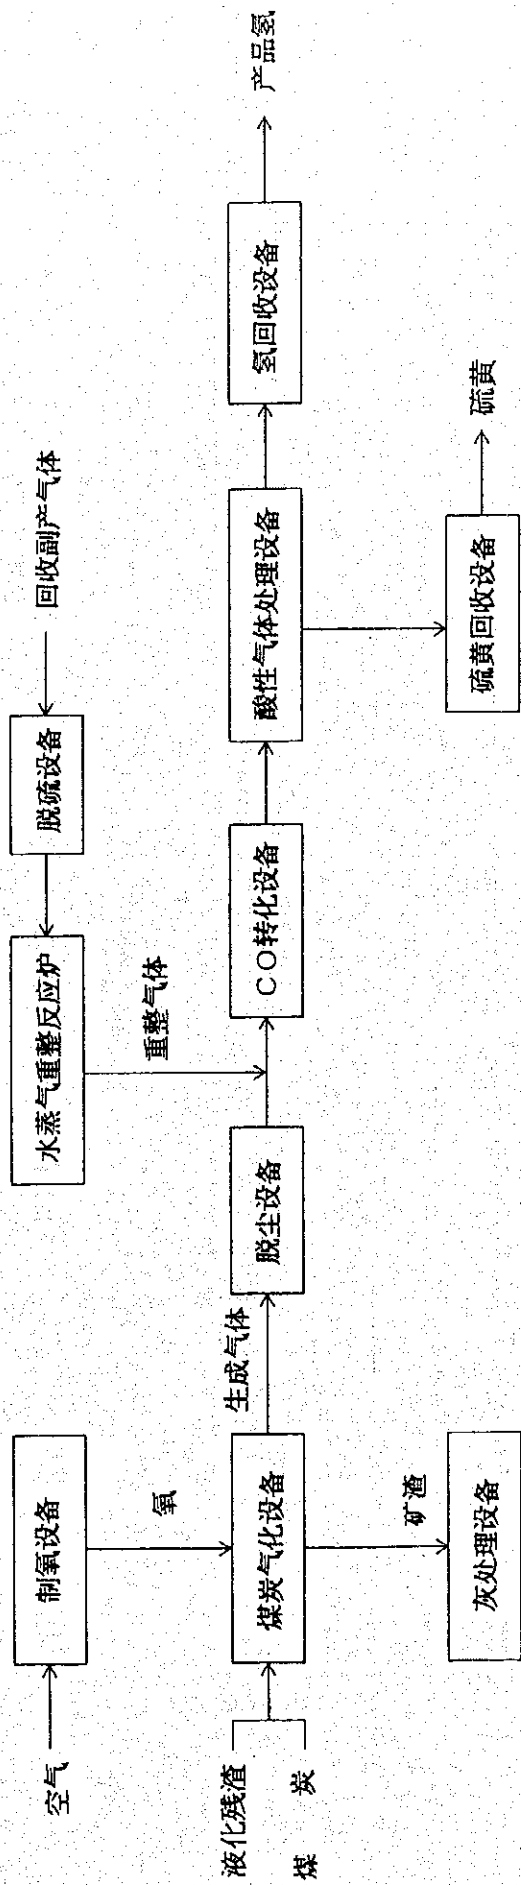 空气
制氧设备
氧
水蒸气重整反应炉
脱硫设备
回收副产气体
重整气体
液化残渣
煤 炭
煤炭气化设备
生成气体
脱尘设备
CO转化设备
酸性气体处理设备
氢回收设备
产品氢
矿渣
灰处理设备
硫黄回收设备
硫黄